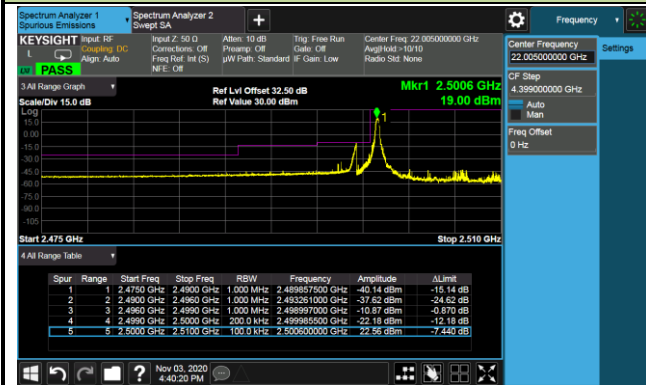 Spectrum Analyzer 1
Spurious Emissions
Spectrum Analyzer 2
Swept SA
Frequency
KEYSIGHT Input: RF
Coupling: DC
Align: Auto
Input Z: 50 Ω
Corrections: Off
Freq Ref: Int (S)
NFE: Off
Atten: 10 dB
Preamp: Off
µW Path: Standard
Trig: Free Run
Gate: Off
IF Gain: Low
Center Freq: 22.005000000 GHz
Avg|Hold:>10/10
Radio Std: None
L
PASS
3 All Range Graph
Scale/Div 15.0 dB
Ref Lvl Offset 32.50 dB
Ref Value 30.00 dBm
Mkr1 2.5006 GHz
19.00 dBm
Log
15.0
0.00
-15.0
-30.0
-45.0
-60.0
-75.0
-90.0
-105
1
Start 2.475 GHz
Stop 2.510 GHz
4 All Range Table
Spur Range Start Freq Stop Freq RBW Frequency Amplitude ΔLimit
1 1 2.4750 GHz 2.4900 GHz 1.000 MHz 2.489857500 GHz -40.14 dBm -15.14 dB
2 2 2.4900 GHz 2.4960 GHz 1.000 MHz 2.493261000 GHz -37.62 dBm -24.62 dB
3 3 2.4960 GHz 2.4990 GHz 1.000 MHz 2.498997000 GHz -10.87 dBm -0.870 dB
4 4 2.4990 GHz 2.5000 GHz 200.0 kHz 2.499985500 GHz -22.18 dBm -12.18 dB
5 5 2.5000 GHz 2.5100 GHz 100.0 kHz 2.500600000 GHz 22.56 dBm -7.440 dB
Nov 03, 2020
4:40:20 PM
Center Frequency
22.005000000 GHz
Settings
CF Step
4.399000000 GHz
Auto
Man
Freq Offset
0 Hz